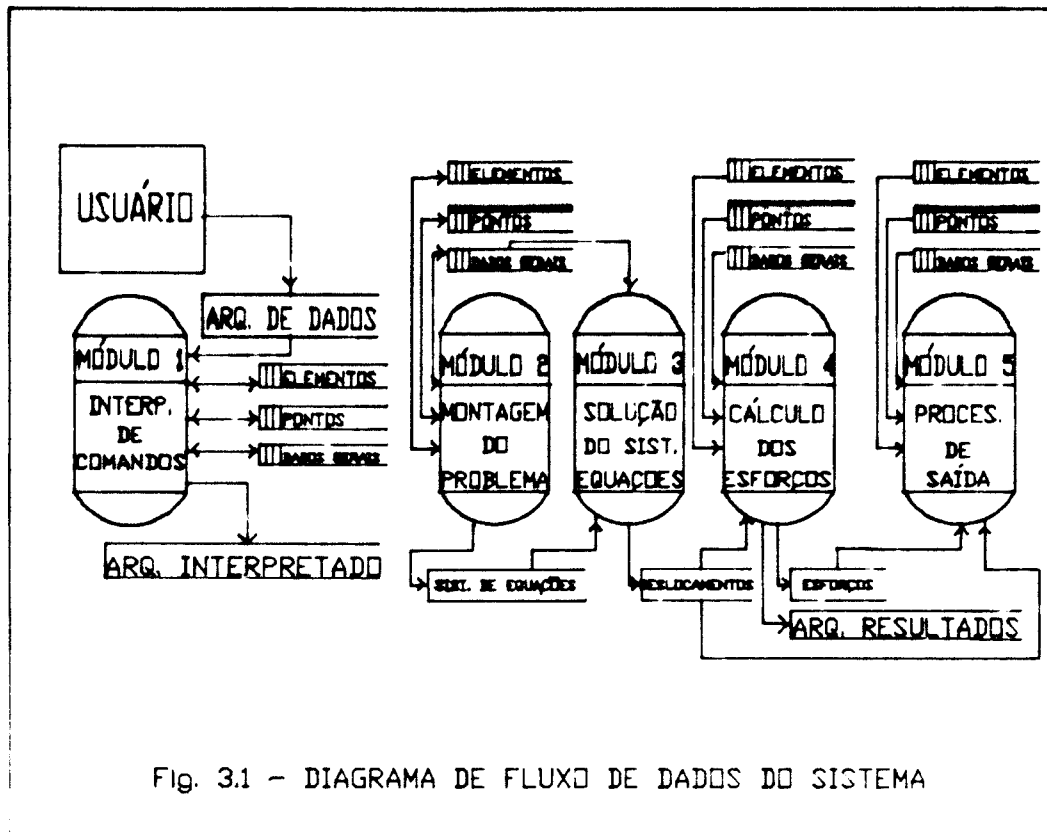 USUÁRIO
ARQ. DE DADOS
MÓDULO 1
INTERP.
DE
COMANDOS
ELEMENTOS
PONTOS
DADOS GERAIS
ARQ. INTERPRETADO
ELEMENTOS
PONTOS
DADOS GERAIS
MÓDULO 2
MONTAGEM
DO
PROBLEMA
SIST. DE EQUAÇÕES
MÓDULO 3
SOLUÇÃO
DO SIST.
EQUAÇOES
DESLOCAMENTOS
ELEMENTOS
PONTOS
DADOS GERAIS
MÓDULO 4
CÁLCULO
DOS
ESFORÇOS
ESFORÇOS
ARQ. RESULTADOS
ELEMENTOS
PONTOS
DADOS GERAIS
MÓDULO 5
PROCES.
DE
SAÍDA
Fig. 3.1 - DIAGRAMA DE FLUXO DE DADOS DO SISTEMA